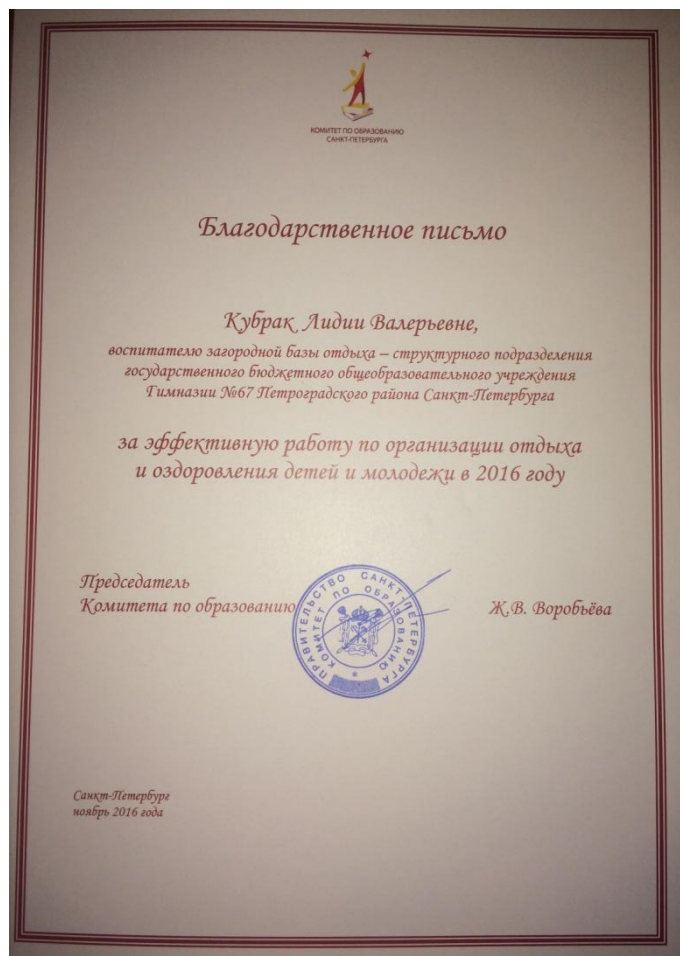 КОМИТЕТ ПО ОБРАЗОВАНИЮ
САНКТ-ПЕТЕРБУРГА
Благодарственное письмо
Кубрак Лидии Валерьевне,
воспитателю загородной базы отдыха – структурного подразделения
государственного бюджетного общеобразовательного учреждения
Гимназии №67 Петроградского района Санкт-Петербурга
за эффективную работу по организации отдыха
и оздоровления детей и молодежи в 2016 году
Председатель
Комитета по образованию
Ж.В. Воробьёва
ПРАВИТЕЛЬСТВО САНКТ-ПЕТЕРБУРГА
КОМИТЕТ ПО ОБРАЗОВАНИЮ
Санкт-Петербург
ноябрь 2016 года